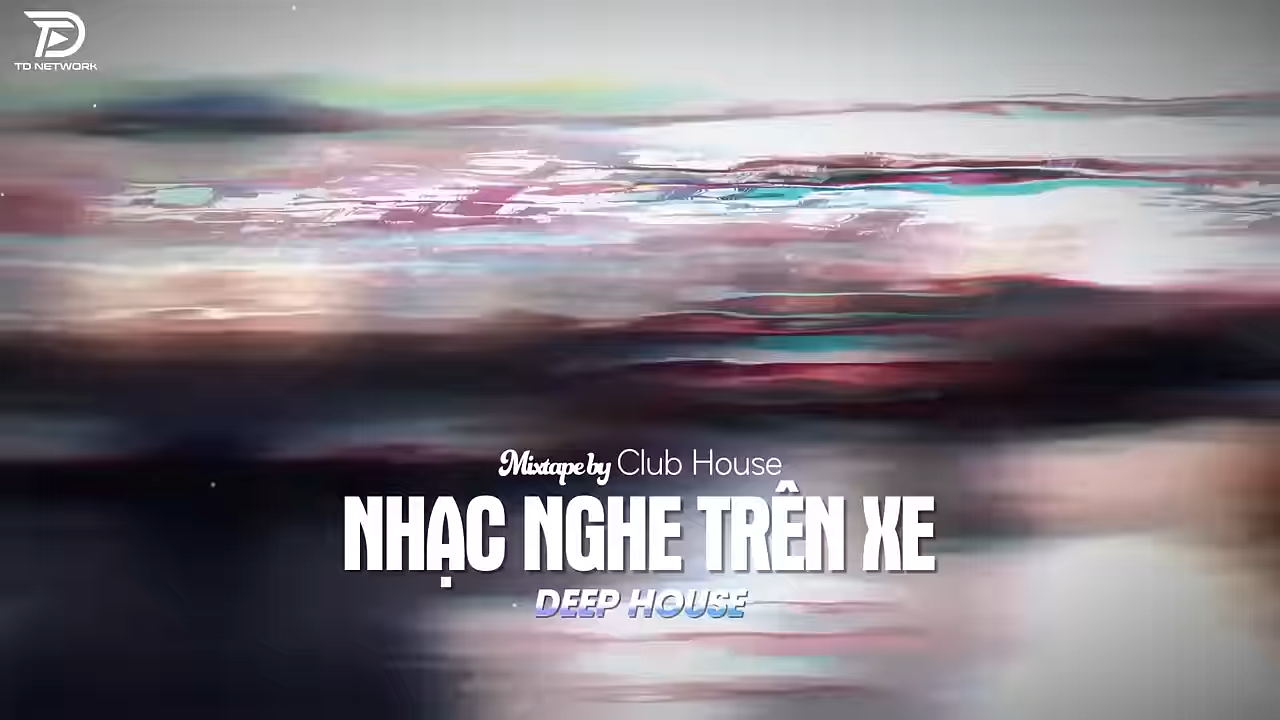 TD NETWORK
Mixtape by Club House
NHẠC NGHE TRÊN XE
DEEP HOUSE